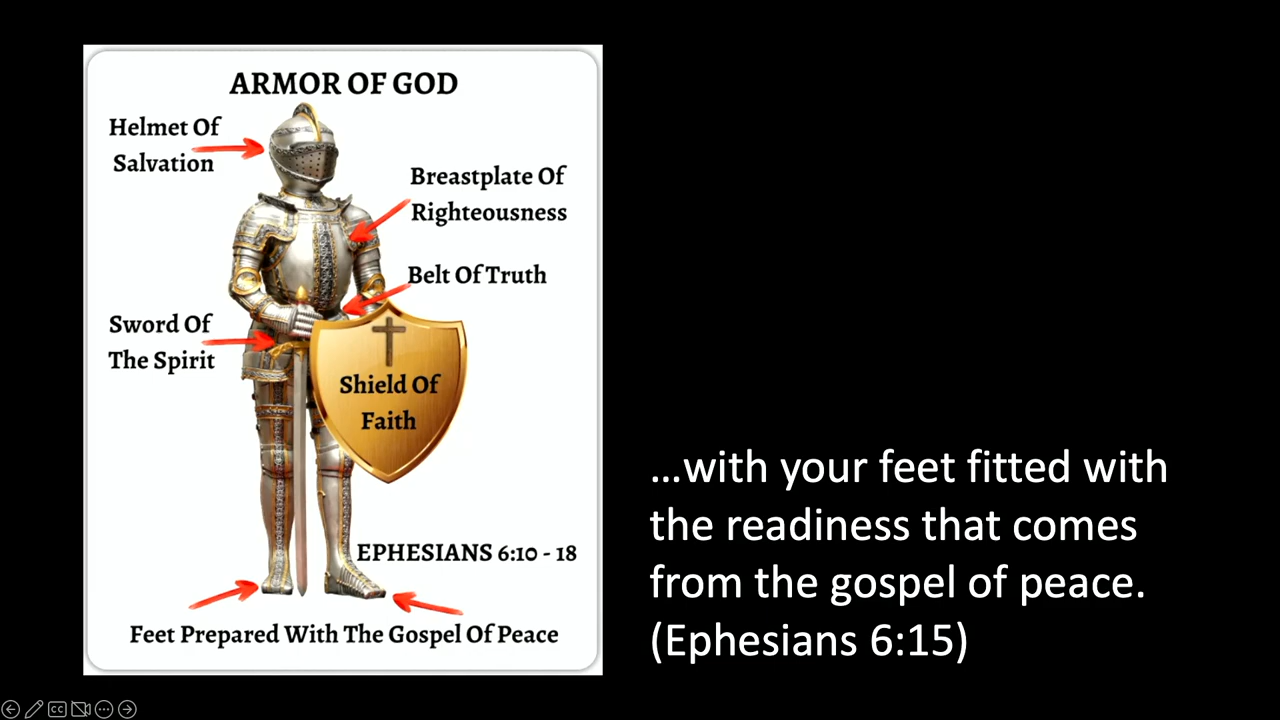 ARMOR OF GOD
Helmet Of
Salvation
Breastplate Of
Righteousness
Belt Of Truth
Sword Of
The Spirit
Shield Of
Faith
EPHESIANS 6:10 - 18
Feet Prepared With The Gospel Of Peace
...with your feet fitted with
the readiness that comes
from the gospel of peace.
(Ephesians 6:15)
CC